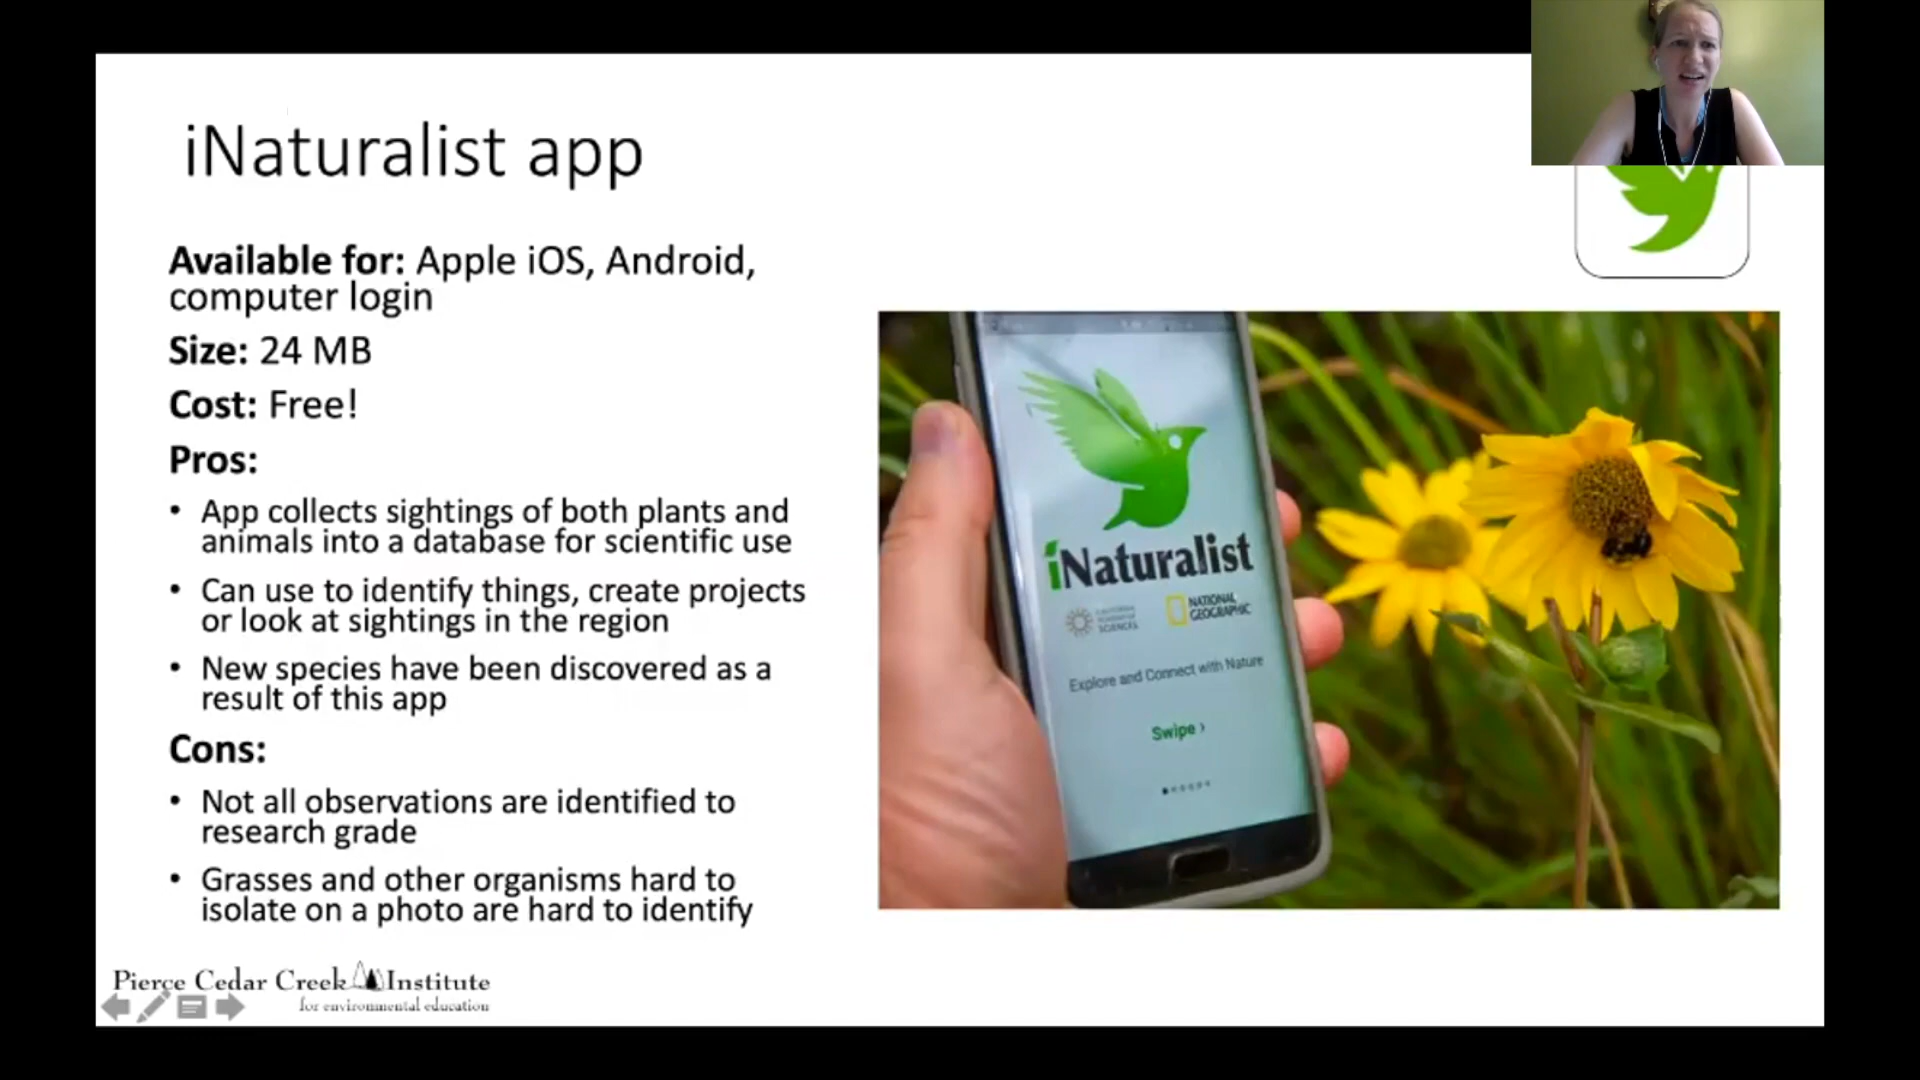 iNaturalist app
Available for: Apple iOS, Android,
computer login
Size: 24 MB
Cost: Free!
Pros:
• App collects sightings of both plants and
animals into a database for scientific use
• Can use to identify things, create projects
or look at sightings in the region
• New species have been discovered as a
result of this app
Cons:
• Not all observations are identified to
research grade
• Grasses and other organisms hard to
isolate on a photo are hard to identify
iNaturalist
CALIFORNIA
SCIENCES
NATIONAL
GEOGRAPHIC
Explore and Connect with Nature
Swipe ›
Pierce Cedar Creek Institute
for environmental education